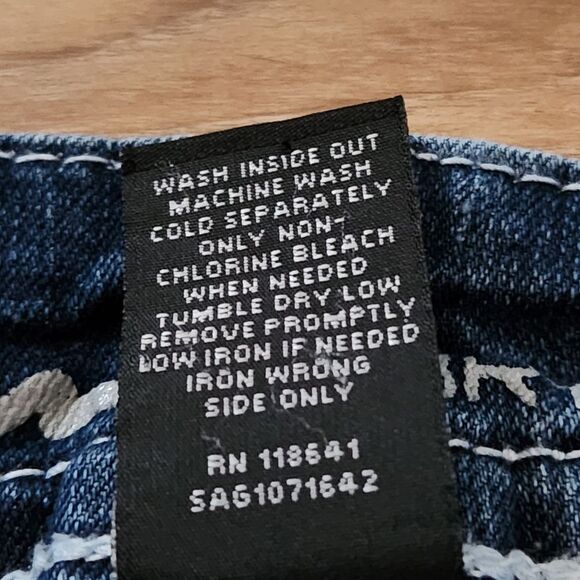 WASH INSIDE OUT
MACHINE WASH
COLD SEPARATELY
ONLY NON-
CHLORINE BLEACH
WHEN NEEDED
TUMBLE DRY LOW
REMOVE PROMPTLY
LOW IRON IF NEEDED
IRON WRONG
SIDE ONLY
RN 118641
SAG1071642